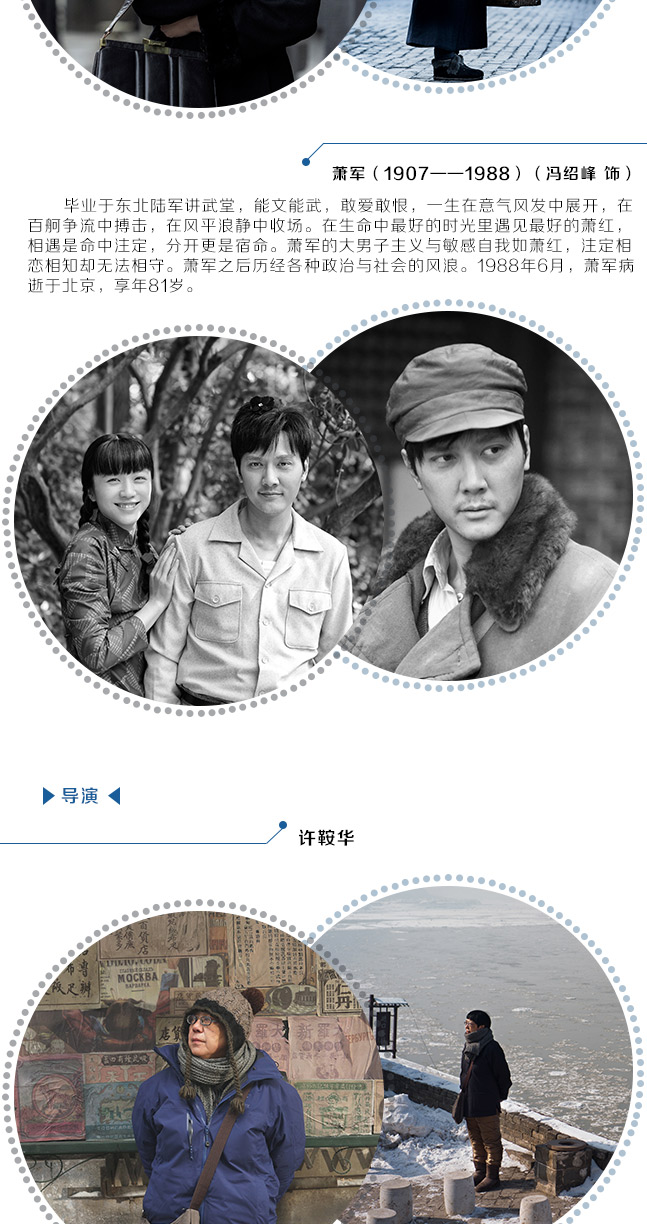 萧军（1907——1988）（冯绍峰 饰）
毕业于东北陆军讲武堂，能文能武，敢爱敢恨，一生在意气风发中展开，在
百舸争流中搏击，在风平浪静中收场。在生命中最好的时光里遇见最好的萧红，
相遇是命中注定，分开更是宿命。萧军的大男子主义与敏感自我如萧红，注定相
恋相知却无法相守。萧军之后历经各种政治与社会的风浪。1988年6月，萧军病
逝于北京，享年81岁。
导演
许鞍华
МОСКВА
仁丹